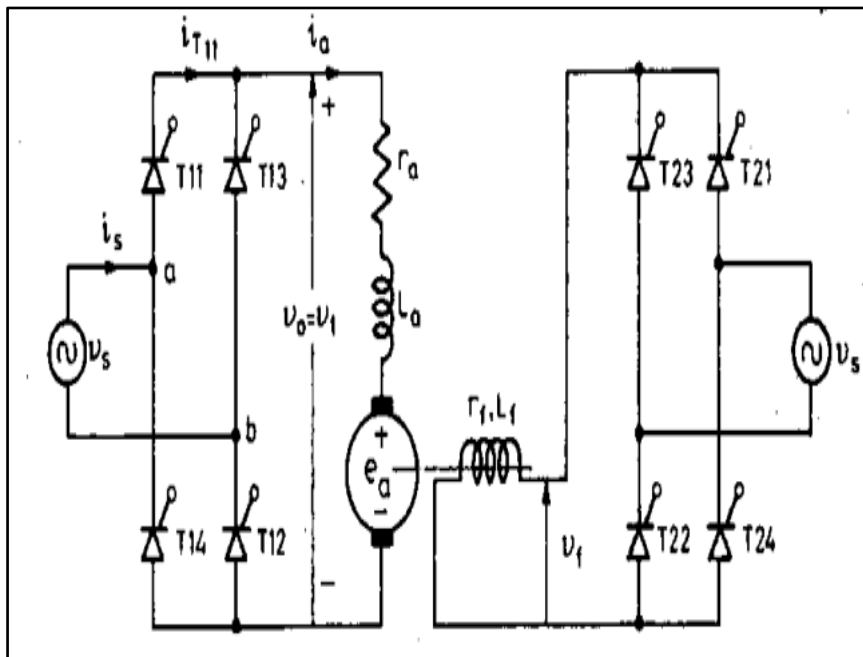 i_T11
i_a
+
T11
T13
r_a
T23
T21
i_s
a
L_a
v_s
v_o=v_1
v_s
b
r_f, L_f
+
e_a
-
T14
T12
v_f
T22
T24
-